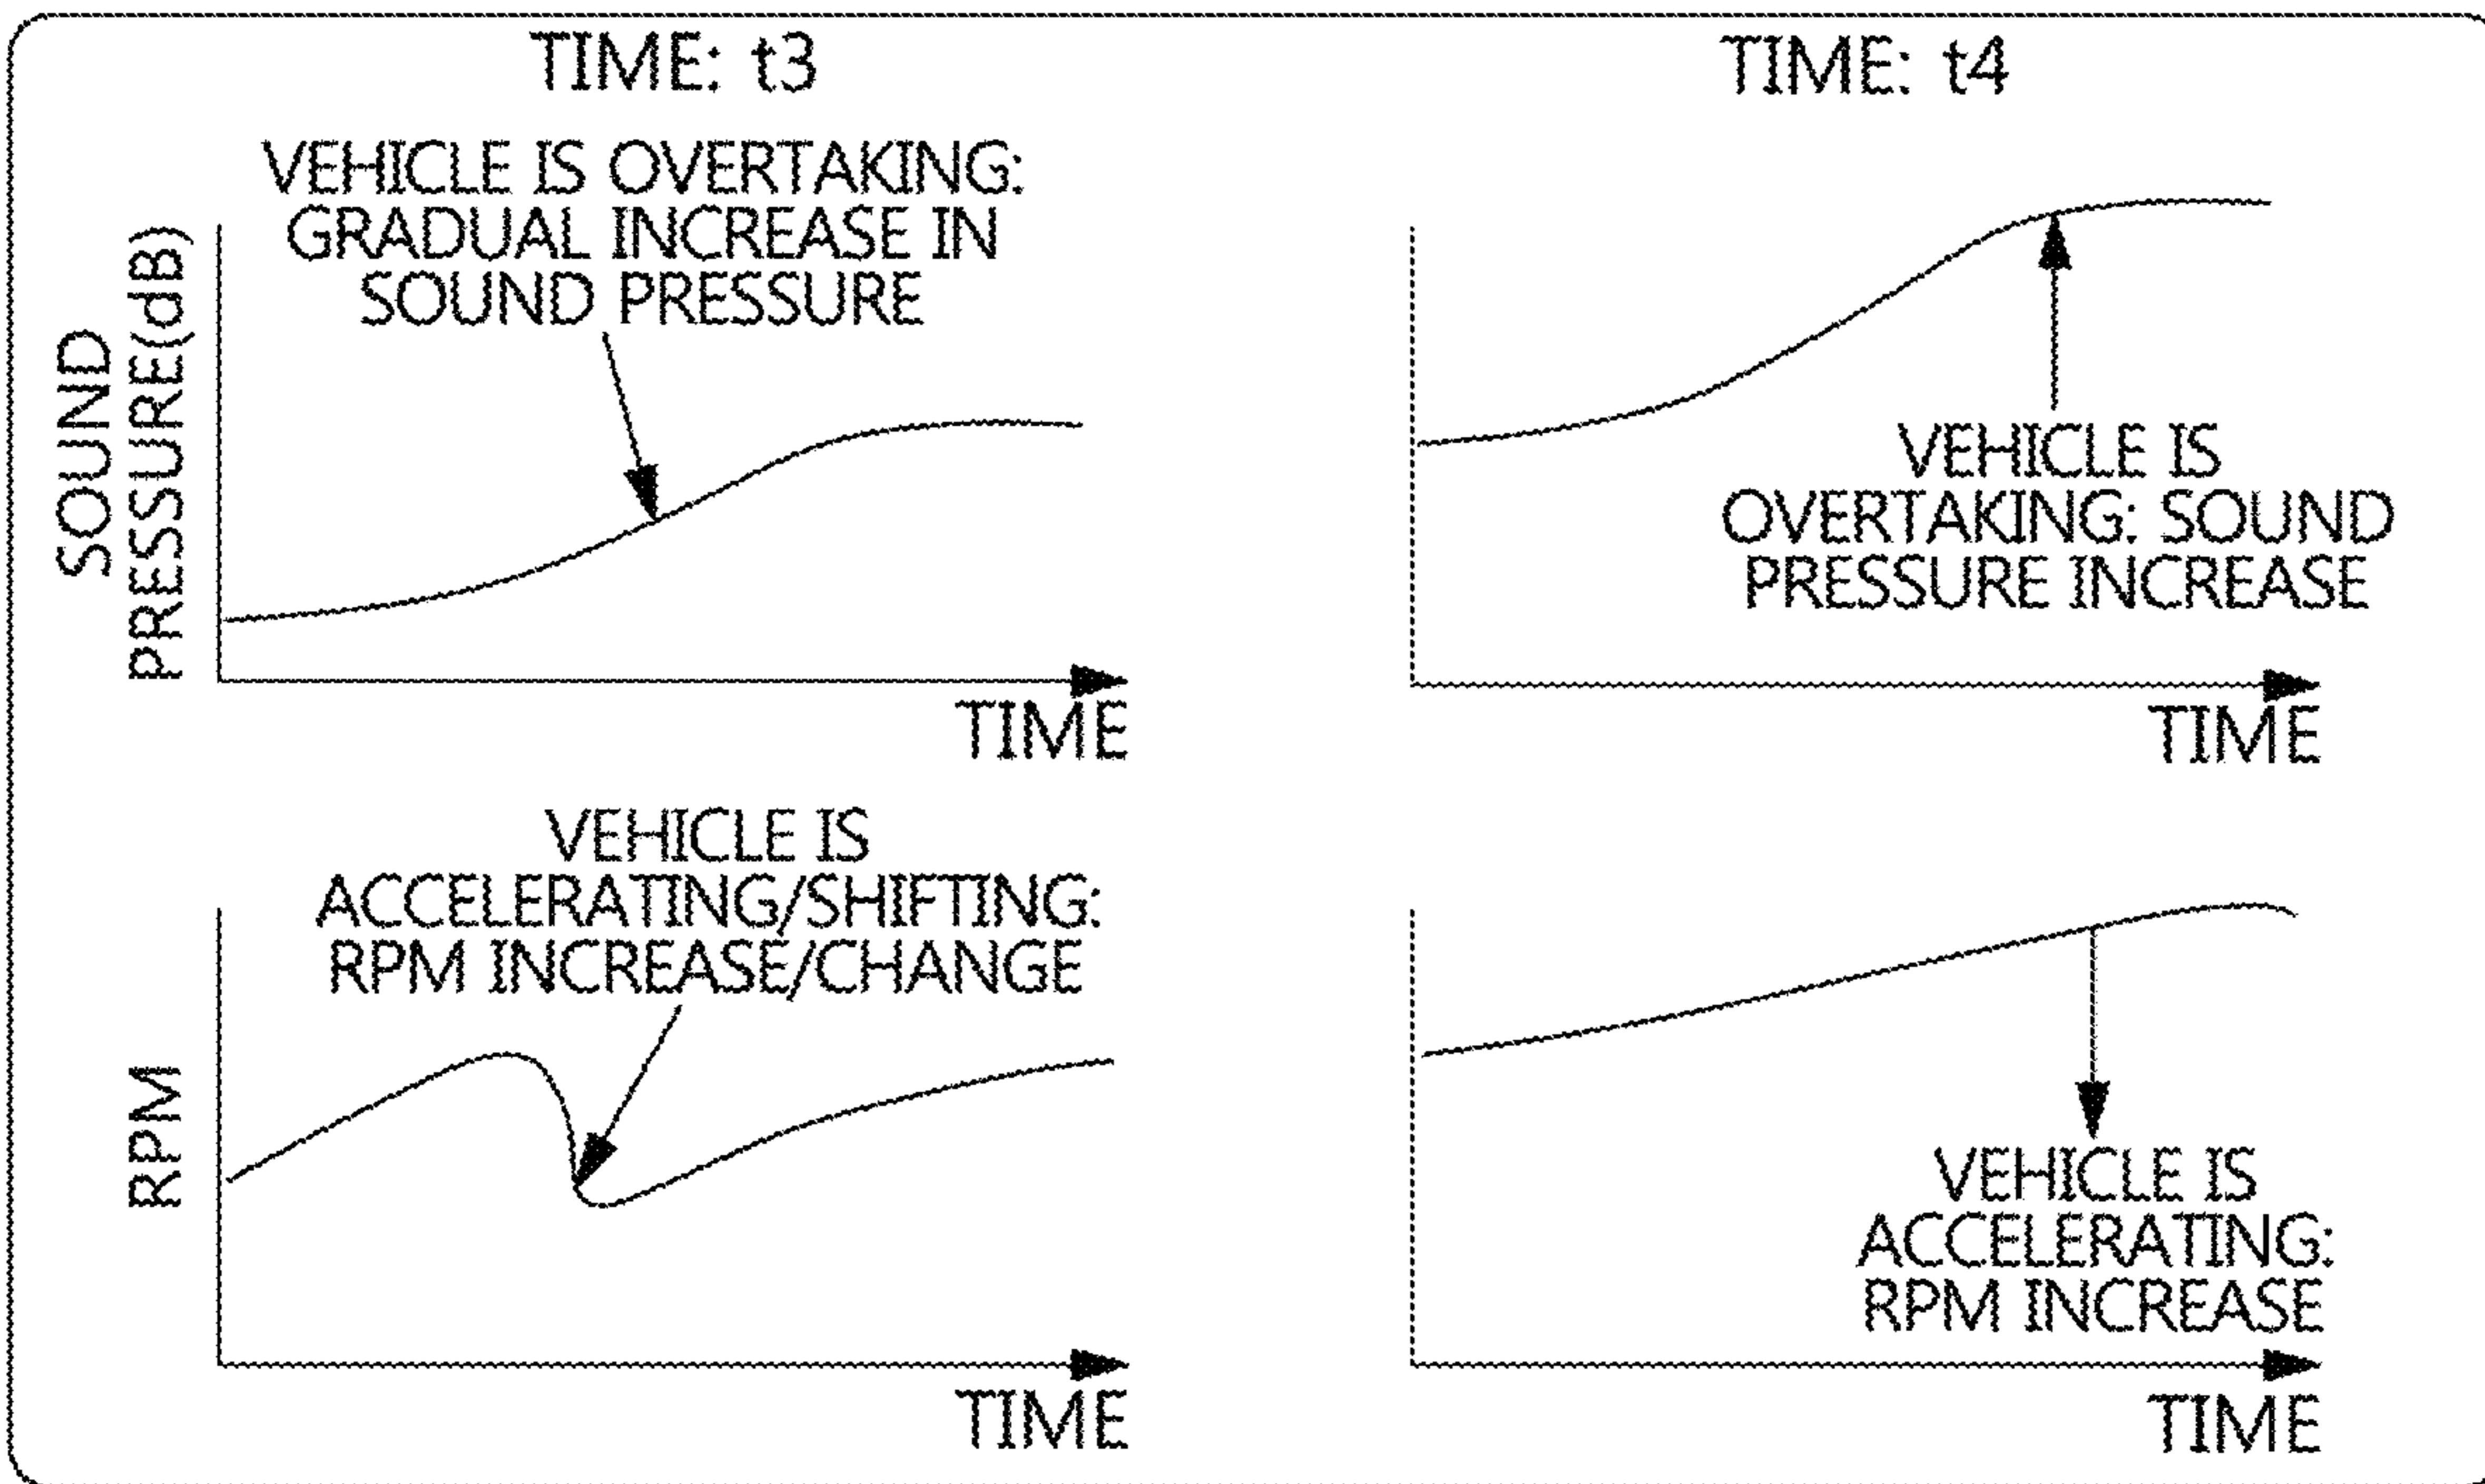 TIME: t3
VEHICLE IS OVERTAKING:
GRADUAL INCREASE IN
SOUND PRESSURE
SOUND
PRESSURE(dB)
TIME
TIME: t4
VEHICLE IS
OVERTAKING: SOUND
PRESSURE INCREASE
TIME
VEHICLE IS
ACCELERATING/SHIFTING:
RPM INCREASE/CHANGE
RPM
TIME
VEHICLE IS
ACCELERATING:
RPM INCREASE
TIME